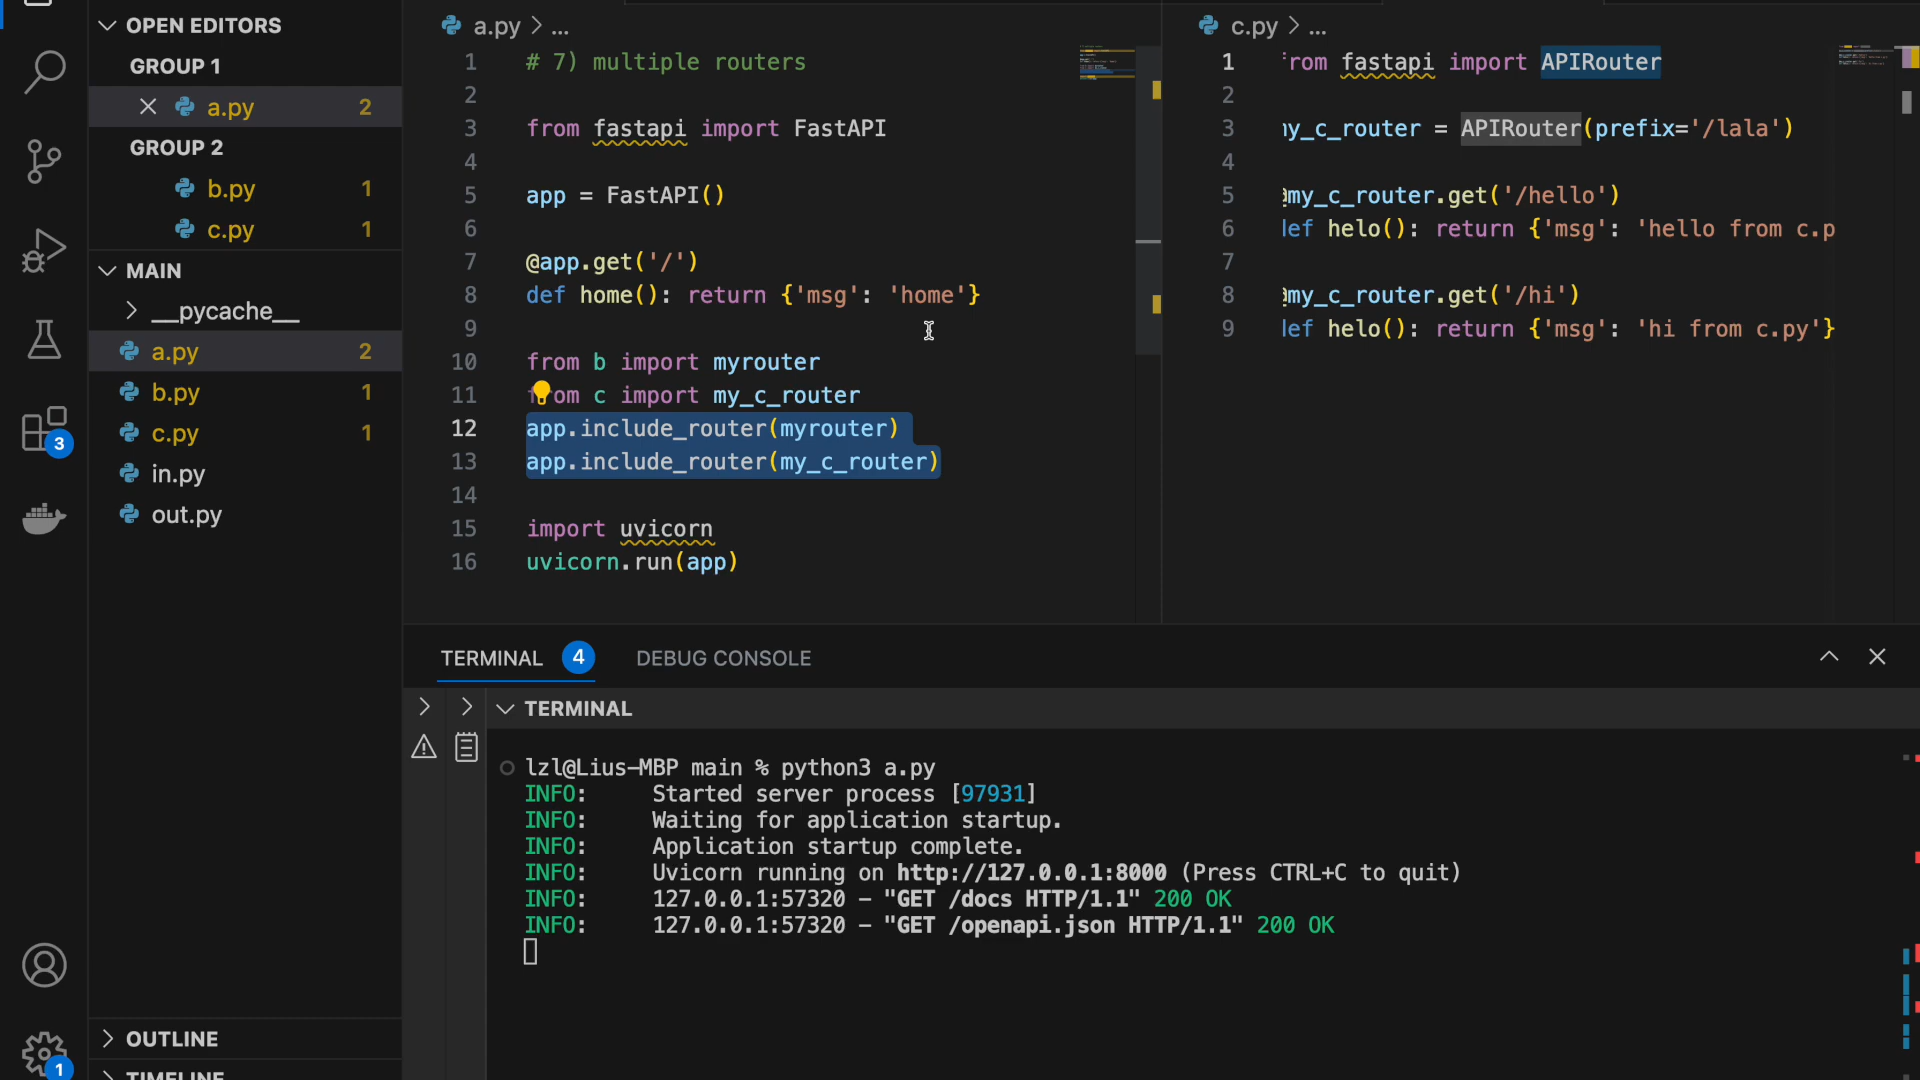 OPEN EDITORS
GROUP 1
a.py 2
GROUP 2
b.py 1
c.py 1
MAIN
__pycache__
a.py 2
b.py 1
c.py 1
in.py
out.py
OUTLINE
TIMELINE
3
1
a.py > ...
1 # 7) multiple routers
2
3 from fastapi import FastAPI
4
5 app = FastAPI()
6
7 @app.get('/')
8 def home(): return {'msg': 'home'}
9
10 from b import myrouter
11 from c import my_c_router
12 app.include_router(myrouter)
13 app.include_router(my_c_router)
14
15 import uvicorn
16 uvicorn.run(app)
c.py > ...
1 from fastapi import APIRouter
2
3 my_c_router = APIRouter(prefix='/lala')
4
5 @my_c_router.get('/hello')
6 def helo(): return {'msg': 'hello from c.p
7
8 @my_c_router.get('/hi')
9 def helo(): return {'msg': 'hi from c.py'}
TERMINAL 4 DEBUG CONSOLE
TERMINAL
lzl@Lius-MBP main % python3 a.py
INFO: Started server process [97931]
INFO: Waiting for application startup.
INFO: Application startup complete.
INFO: Uvicorn running on http://127.0.0.1:8000 (Press CTRL+C to quit)
INFO: 127.0.0.1:57320 - "GET /docs HTTP/1.1" 200 OK
INFO: 127.0.0.1:57320 - "GET /openapi.json HTTP/1.1" 200 OK